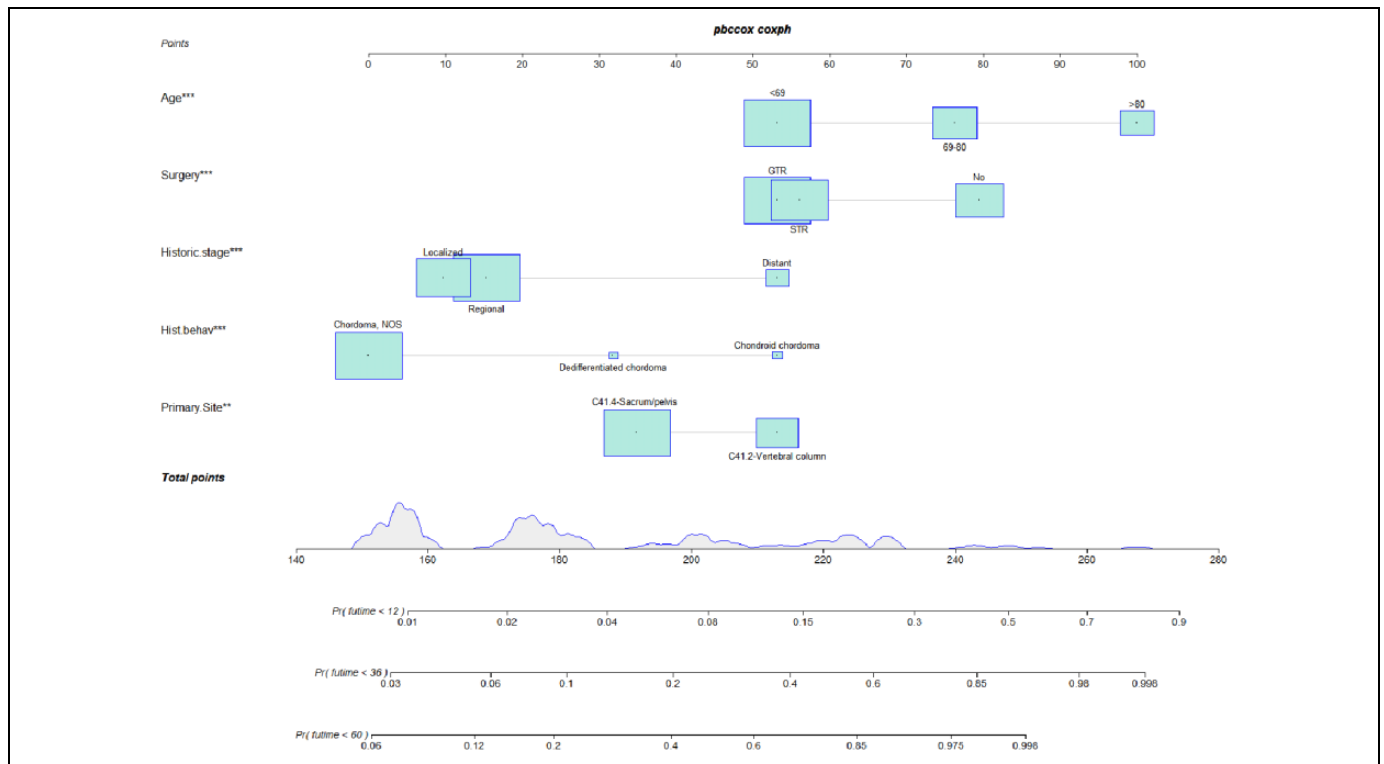 pbccox coxph
Points
0 10 20 30 40 50 60 70 80 90 100
Age***
<69
69-80
>80
Surgery***
GTR
STR
No
Historic.stage***
Localized
Regional
Distant
Hist.behav***
Chordoma, NOS
Dedifferentiated chordoma
Chondroid chordoma
Primary.Site**
C41.4-Sacrum/pelvis
C41.2-Vertebral column
Total points
140 160 180 200 220 240 260 280
Pr( futime < 12 )
0.01 0.02 0.04 0.08 0.15 0.3 0.5 0.7 0.9
Pr( futime < 36 )
0.03 0.06 0.1 0.2 0.4 0.6 0.85 0.98 0.998
Pr( futime < 60 )
0.06 0.12 0.2 0.4 0.6 0.85 0.975 0.998